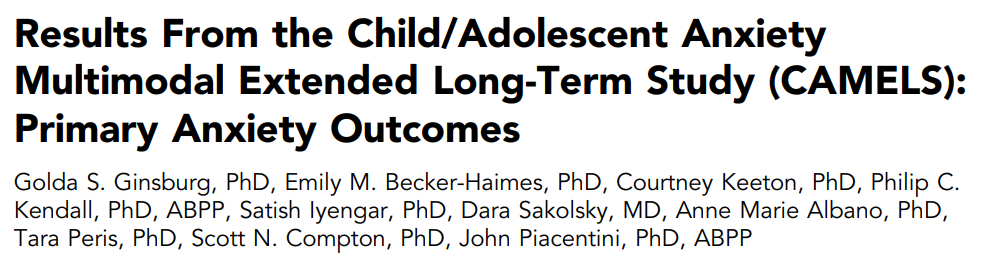 Results From the Child/Adolescent Anxiety
Multimodal Extended Long-Term Study (CAMELS):
Primary Anxiety Outcomes
Golda S. Ginsburg, PhD, Emily M. Becker-Haimes, PhD, Courtney Keeton, PhD, Philip C.
Kendall, PhD, ABPP, Satish Iyengar, PhD, Dara Sakolsky, MD, Anne Marie Albano, PhD,
Tara Peris, PhD, Scott N. Compton, PhD, John Piacentini, PhD, ABPP